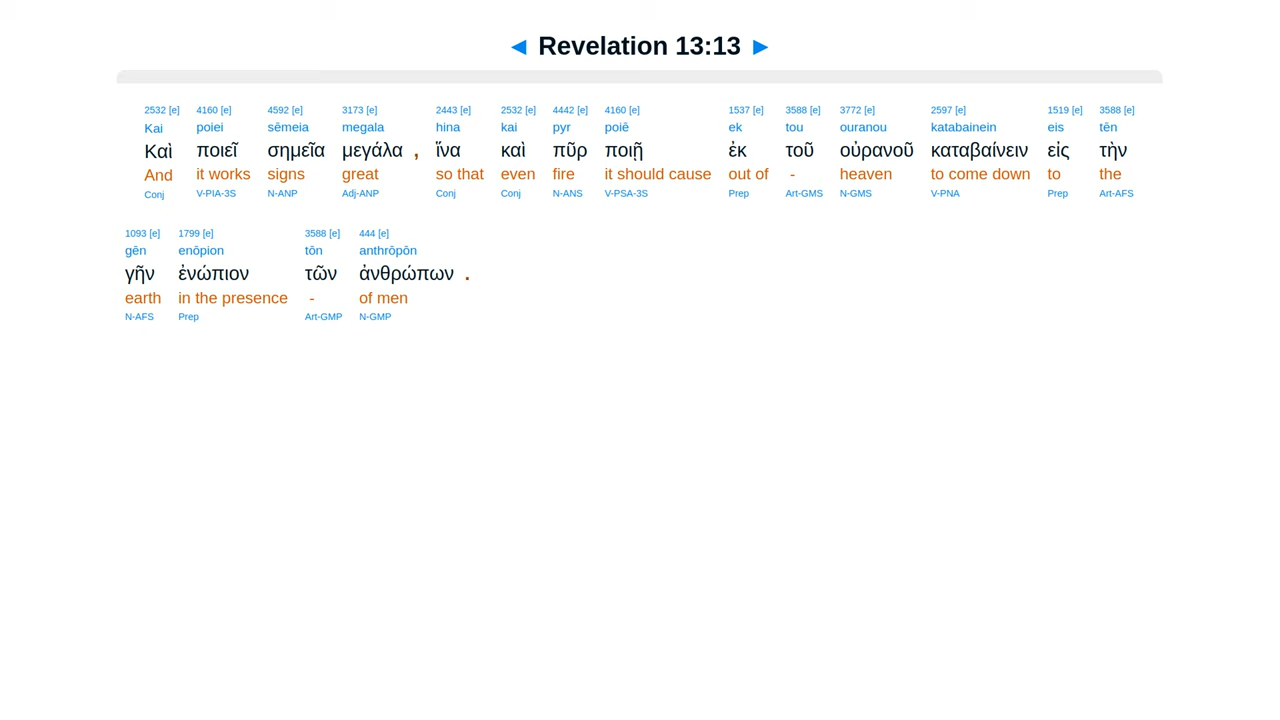 ◄ Revelation 13:13 ►
2532 [e] 4160 [e] 4592 [e] 3173 [e] 2443 [e] 2532 [e] 4442 [e] 4160 [e] 1537 [e] 3588 [e] 3772 [e] 2597 [e] 1519 [e] 3588 [e]
Kai poiei sēmeia megala hina kai pyr poiē ek tou ouranou katabainein eis tēn
Καὶ ποιεῖ σημεῖα μεγάλα , ἵνα καὶ πῦρ ποιῇ ἐκ τοῦ οὐρανοῦ καταβαίνειν εἰς τὴν
And it works signs great so that even fire it should cause out of - heaven to come down to the
Conj V-PIA-3S N-ANP Adj-ANP Conj Conj N-ANS V-PSA-3S Prep Art-GMS N-GMS V-PNA Prep Art-AFS
1093 [e] 1799 [e] 3588 [e] 444 [e]
gēn enōpion tōn anthrōpōn
γῆν ἐνώπιον τῶν ἀνθρώπων .
earth in the presence - of men
N-AFS Prep Art-GMP N-GMP